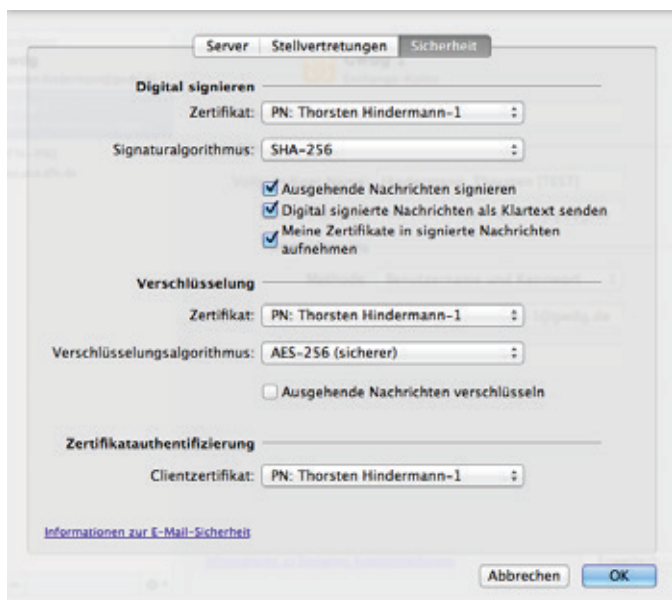 Server Stellvertretungen Sicherheit
Digital signieren
Zertifikat: PN: Thorsten Hindermann-1
Signaturalgorithmus: SHA-256
Ausgehende Nachrichten signieren
Digital signierte Nachrichten als Klartext senden
Meine Zertifikate in signierte Nachrichten
aufnehmen
Verschlüsselung
Zertifikat: PN: Thorsten Hindermann-1
Verschlüsselungsalgorithmus: AES-256 (sicherer)
Ausgehende Nachrichten verschlüsseln
Zertifikatauthentifizierung
Clientzertifikat: PN: Thorsten Hindermann-1
Informationen zur E-Mail-Sicherheit
Abbrechen OK